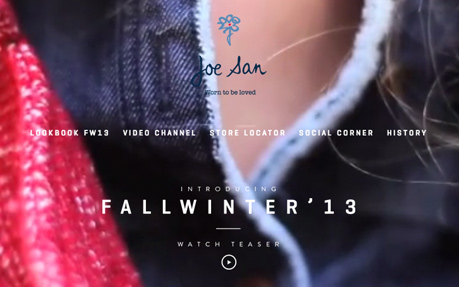 Joe San
Born to be loved
LOOKBOOK FW13 VIDEO CHANNEL STORE LOCATOR SOCIAL CORNER HISTORY
INTRODUCING
FALLWINTER’13
WATCH TEASER